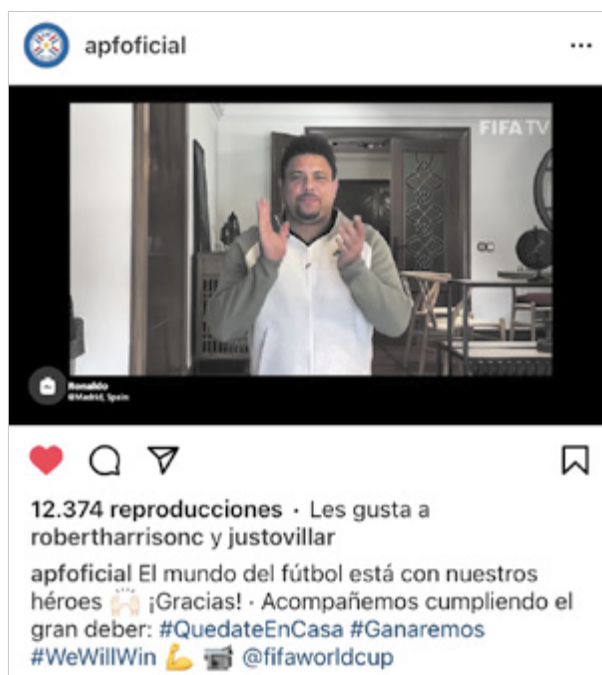 apfoficial
FIFA TV
Ronaldo
@Madrid, Spain
12.374 reproducciones · Les gusta a
robertharrisonc y justovillar
apfoficial El mundo del fútbol está con nuestros
héroes 🙌🏻 ¡Gracias! · Acompañemos cumpliendo el
gran deber: #QuedateEnCasa #Ganaremos
#WeWillWin 💪 📹 @fifaworldcup